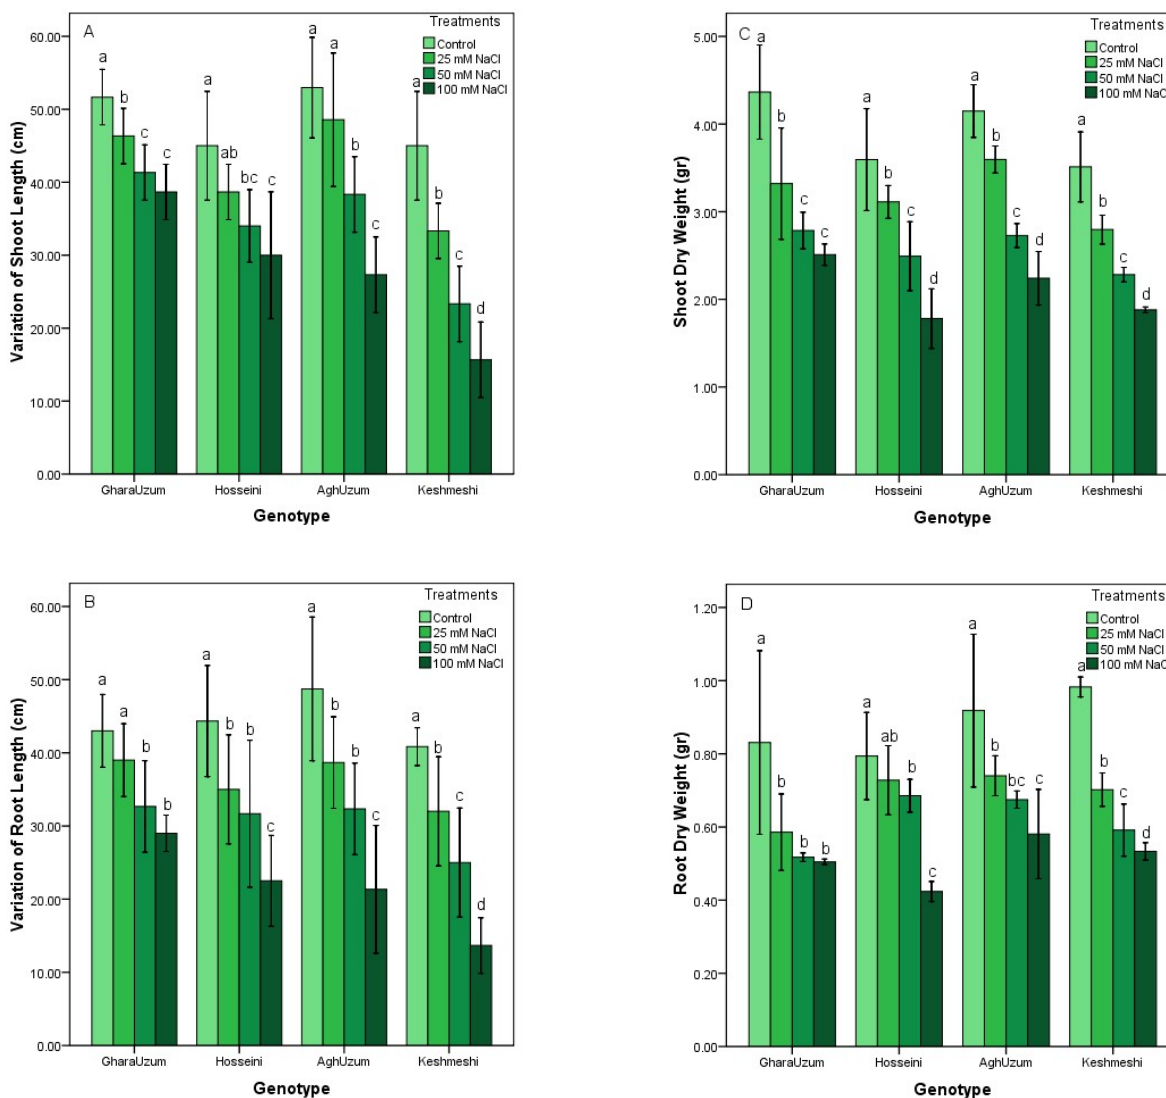 A
Treatments
Control
25 mM NaCl
50 mM NaCl
100 mM NaCl
a b c c
a ab bc c
a a b c
a b c d
60.00
50.00
40.00
30.00
20.00
10.00
0.00
Variation of Shoot Length (cm)
GharaUzum Hosseini AghUzum Keshmeshi
Genotype
C
Treatments
Control
25 mM NaCl
50 mM NaCl
100 mM NaCl
a b c c
a b c d
a b c d
a b c d
5.00
4.00
3.00
2.00
1.00
0.00
Shoot Dry Weight (gr)
GharaUzum Hosseini AghUzum Keshmeshi
Genotype
B
Treatments
Control
25 mM NaCl
50 mM NaCl
100 mM NaCl
a a b b
a b b c
a b b c
a b c d
60.00
50.00
40.00
30.00
20.00
10.00
0.00
Variation of Root Length (cm)
GharaUzum Hosseini AghUzum Keshmeshi
Genotype
D
Treatments
Control
25 mM NaCl
50 mM NaCl
100 mM NaCl
a b b b
a ab b c
a b bc c
a b c d
1.20
1.00
0.80
0.60
0.40
0.20
0.00
Root Dry Weight (gr)
GharaUzum Hosseini AghUzum Keshmeshi
Genotype